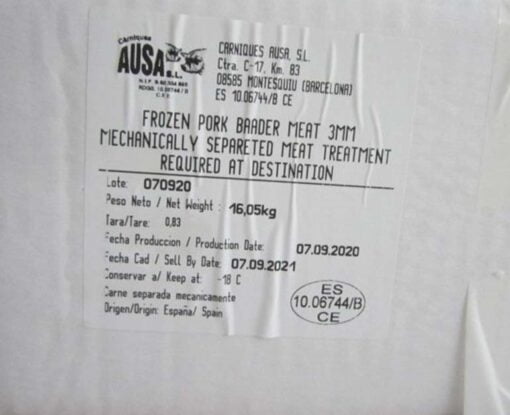 Carniques
AUSA
S.L.
CARNIQUES AUSA, S.L.
Ctra. C-17, Km. 83
08585 MONTESQUIU (BARCELONA)
ES 10.06744/B CE
FROZEN PORK BAADER MEAT 3MM
MECHANICALLY SEPARETED MEAT TREATMENT
REQUIRED AT DESTINATION
Lote: 070920
Peso Neto / Net Weight : 16,05kg
Tara/Tare: 0,83
Fecha Produccion / Production Date: 07.09.2020
Fecha Cad / Sell By Date: 07.09.2021
Conservar a/ Keep at: -18 C
Carne separada mecanicamente
Origen/Origin: España/ Spain
ES
10.06744/B
CE